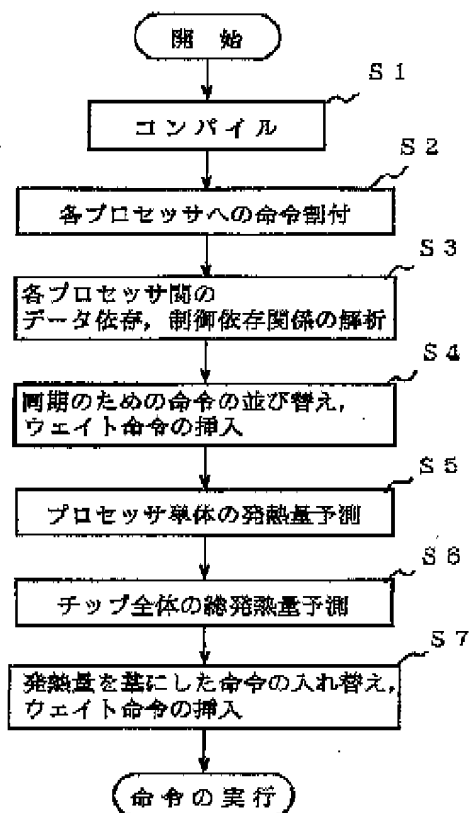 開始
S1
コンパイル
S2
各プロセッサへの命令割付
S3
各プロセッサ間の
データ依存,制御依存関係の解析
S4
同期のための命令の並び替え,
ウェイト命令の挿入
S5
プロセッサ単体の発熱量予測
S6
チップ全体の総発熱量予測
S7
発熱量を基にした命令の入れ替え,
ウェイト命令の挿入
命令の実行